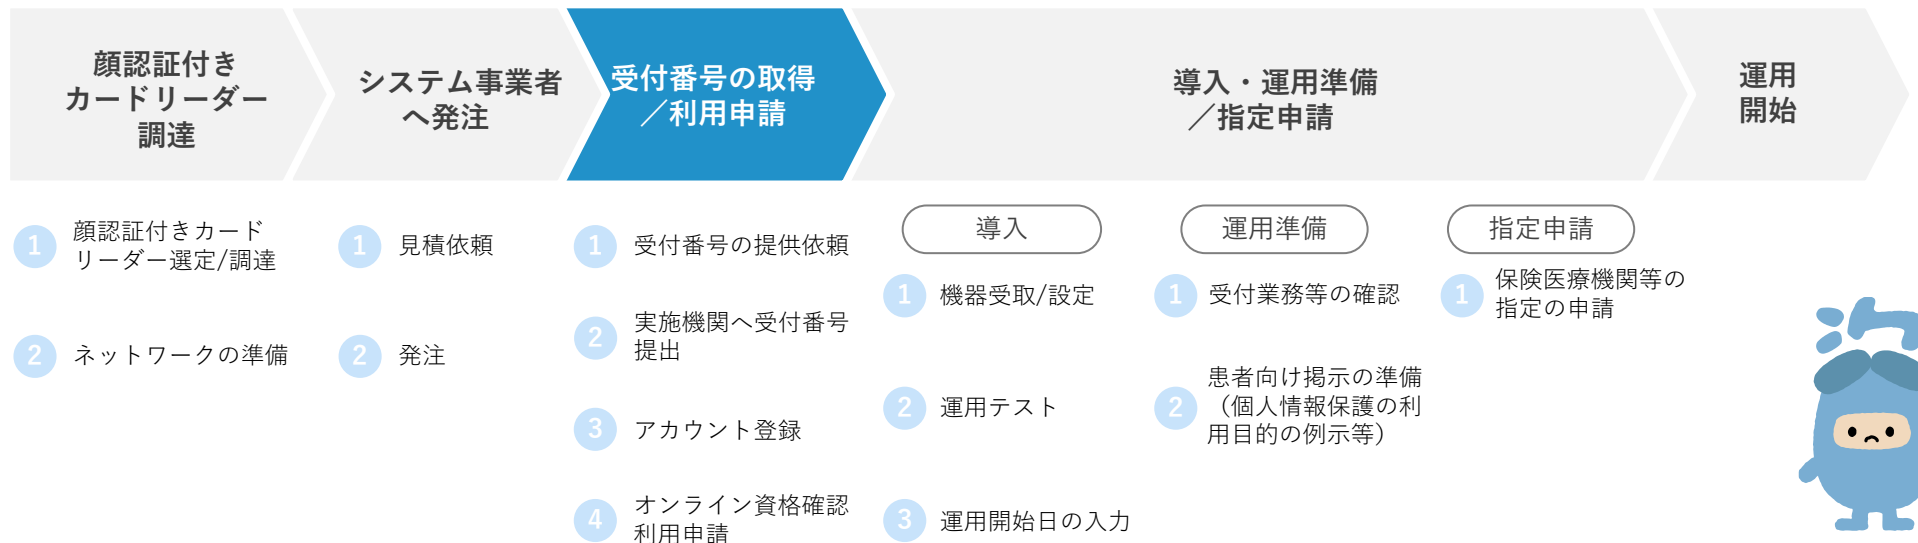 顔認証付き
カードリーダー
調達
システム事業者
へ発注
受付番号の取得
／利用申請
導入・運用準備
／指定申請
運用
開始
1
顔認証付きカード
リーダー選定/調達
2
ネットワークの準備
1
見積依頼
2
発注
1
受付番号の提供依頼
2
実施機関へ受付番号
提出
3
アカウント登録
4
オンライン資格確認
利用申請
導入
1
機器受取/設定
2
運用テスト
3
運用開始日の入力
運用準備
1
受付業務等の確認
2
患者向け掲示の準備
（個人情報保護の利
用目的の例示等）
指定申請
1
保険医療機関等の
指定の申請